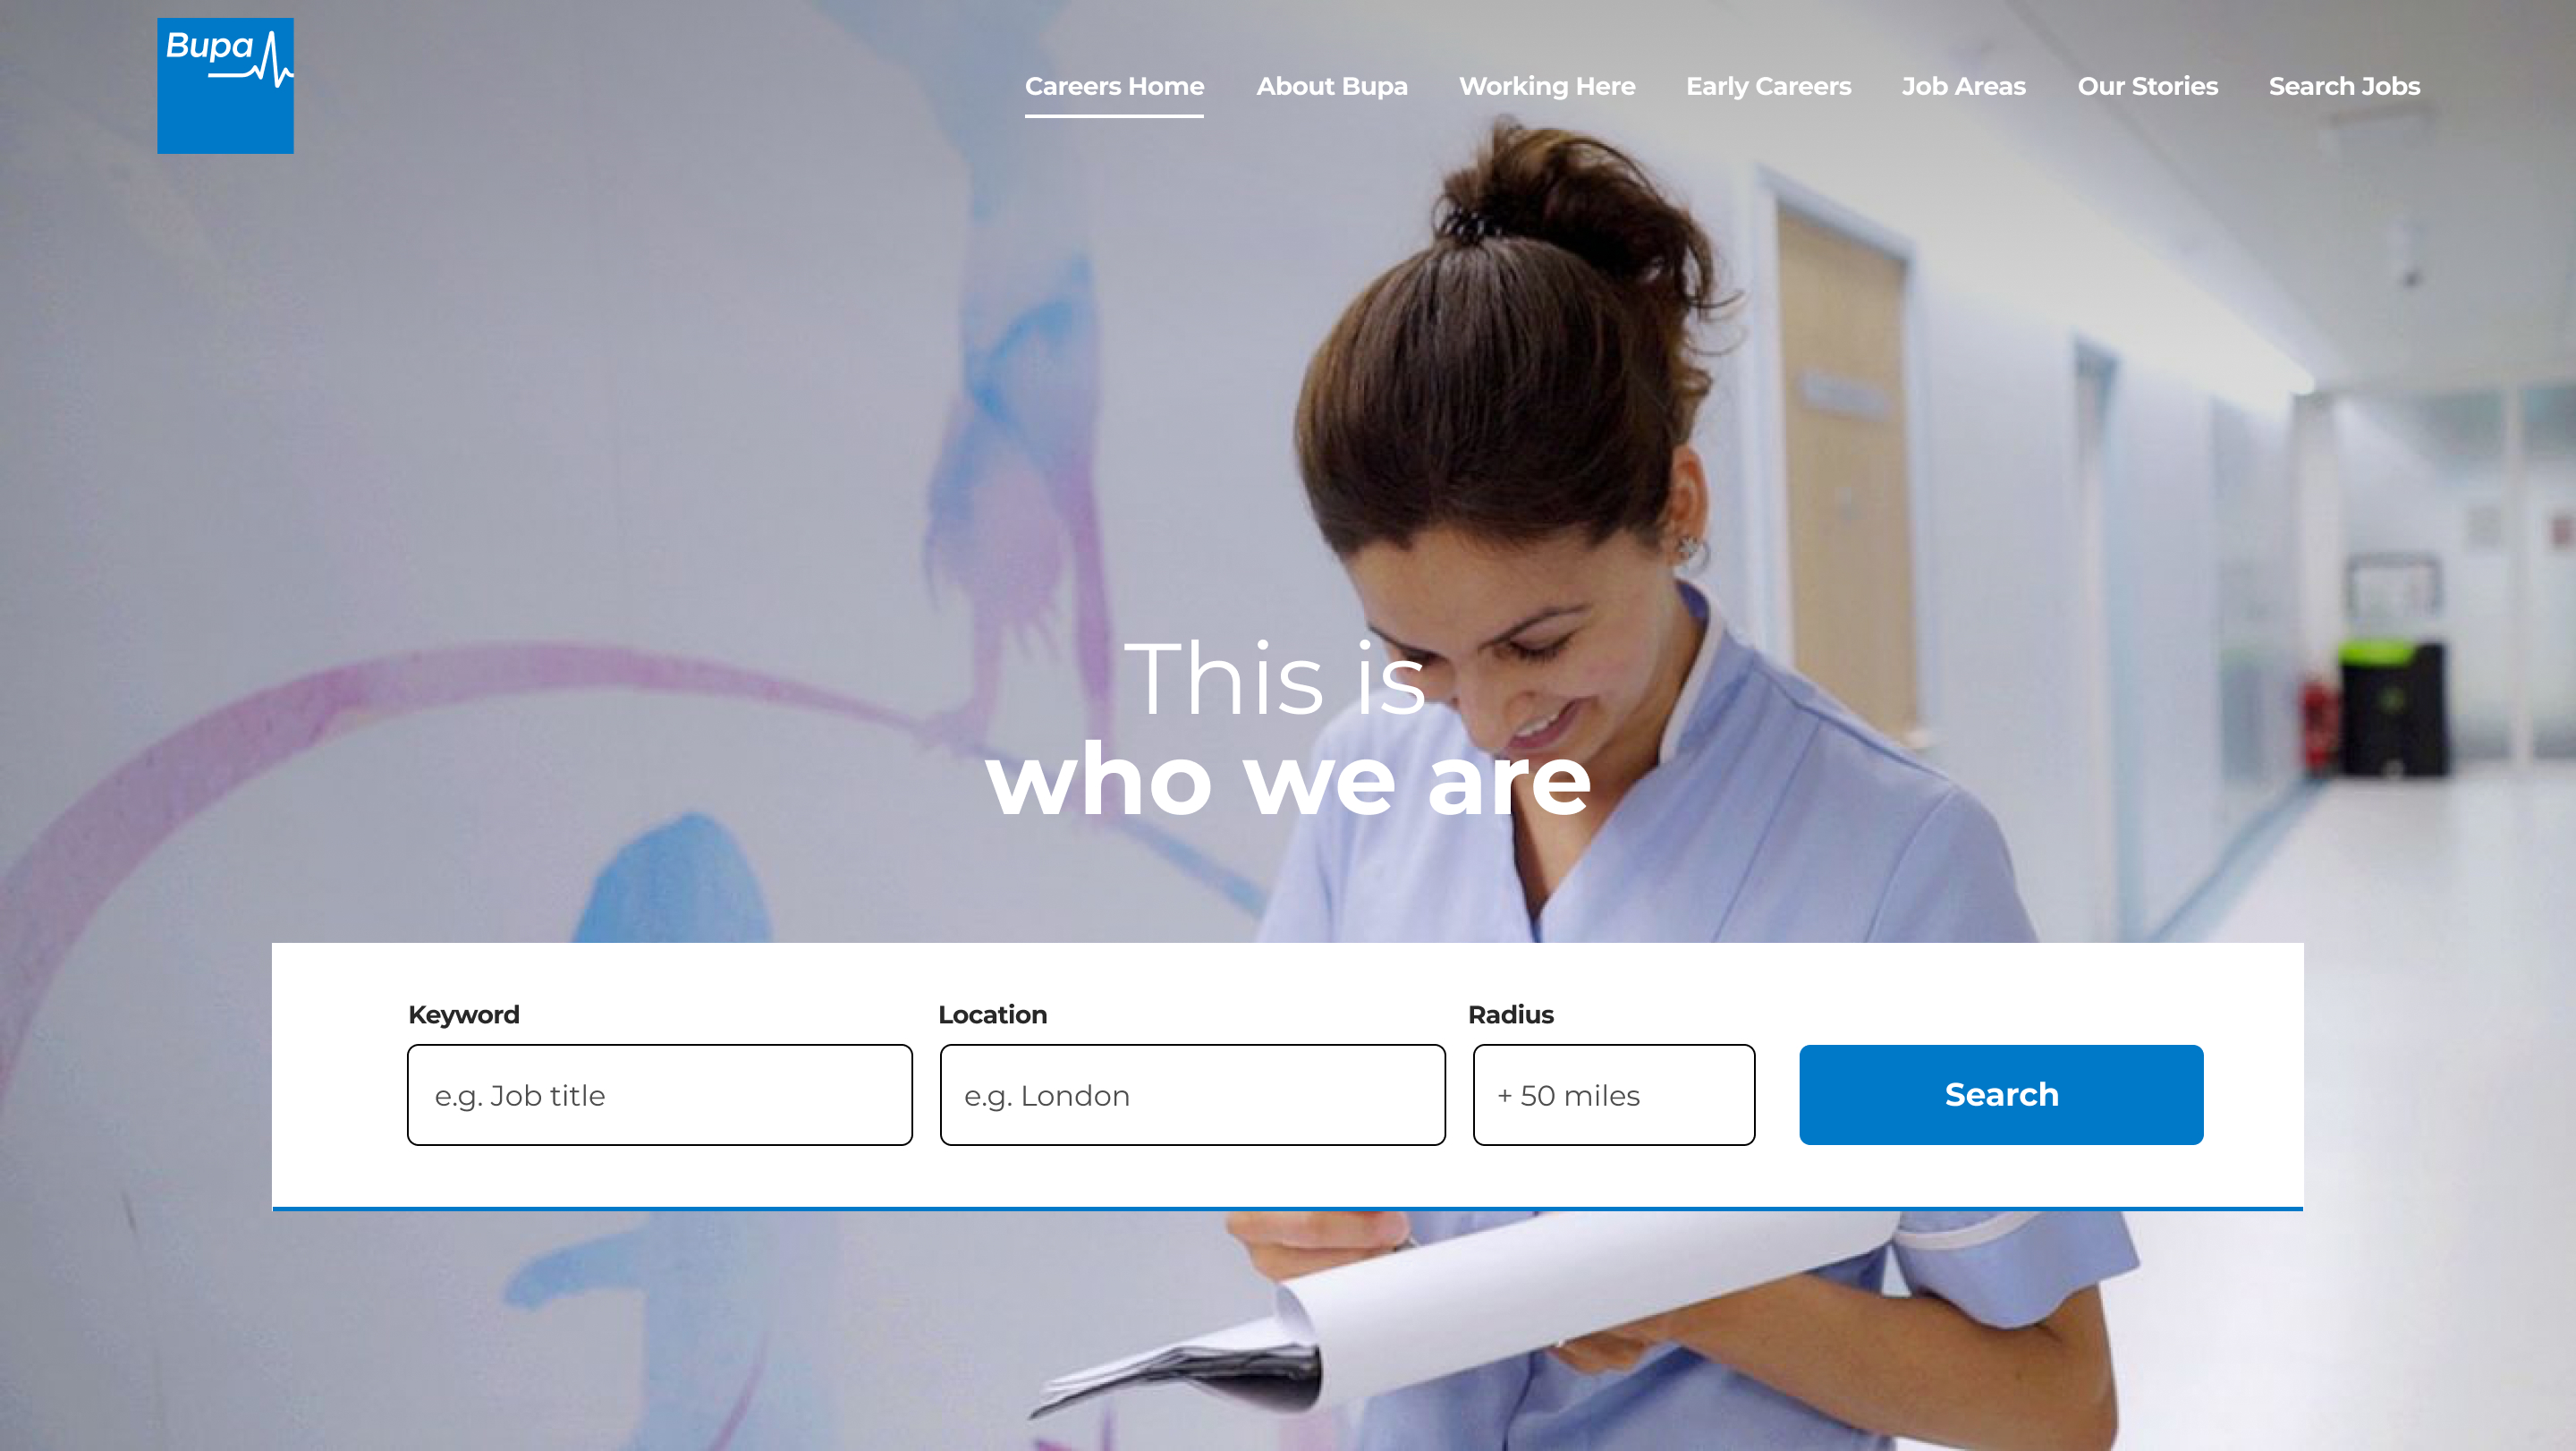 Bupa
Careers Home About Bupa Working Here Early Careers Job Areas Our Stories Search Jobs
This is
who we are
Keyword Location Radius
e.g. Job title e.g. London + 50 miles Search